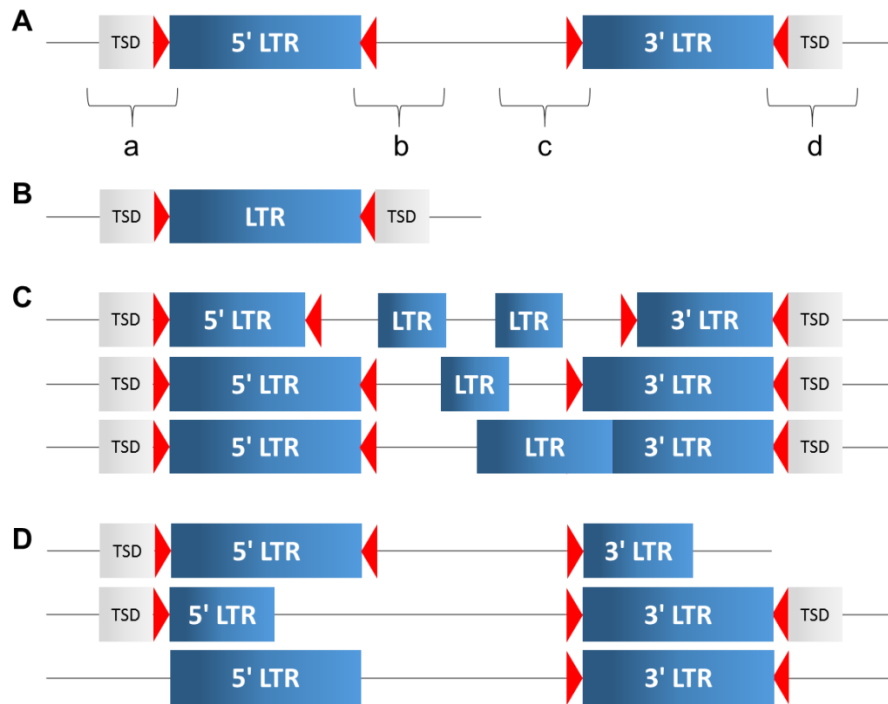 A TSD 5' LTR 3' LTR TSD
a b c d
B TSD LTR TSD
C TSD 5' LTR LTR LTR 3' LTR TSD
TSD 5' LTR LTR 3' LTR TSD
TSD 5' LTR LTR 3' LTR TSD
D TSD 5' LTR 3' LTR
TSD 5' LTR 3' LTR TSD
5' LTR 3' LTR